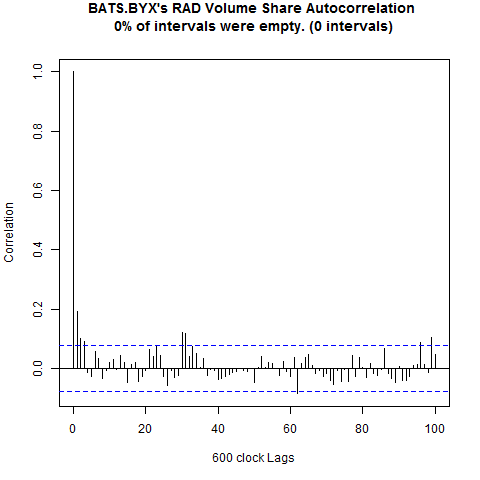 BATS.BYX's RAD Volume Share Autocorrelation
0% of intervals were empty. (0 intervals)
1.0
0.8
0.6
0.4
0.2
0.0
Correlation
0 20 40 60 80 100
600 clock Lags